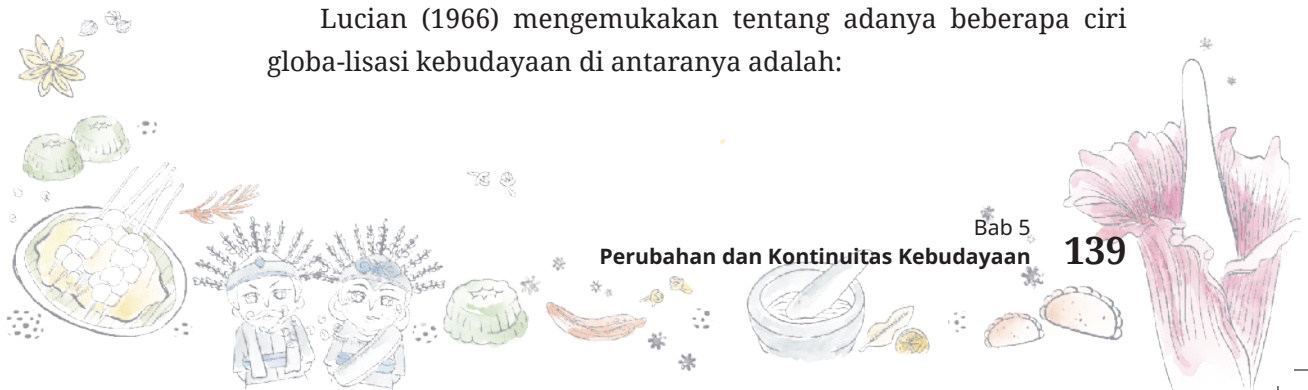 Lucian (1966) mengemukakan tentang adanya beberapa ciri
globa-lisasi kebudayaan di antaranya adalah:
Bab 5
Perubahan dan Kontinuitas Kebudayaan 139